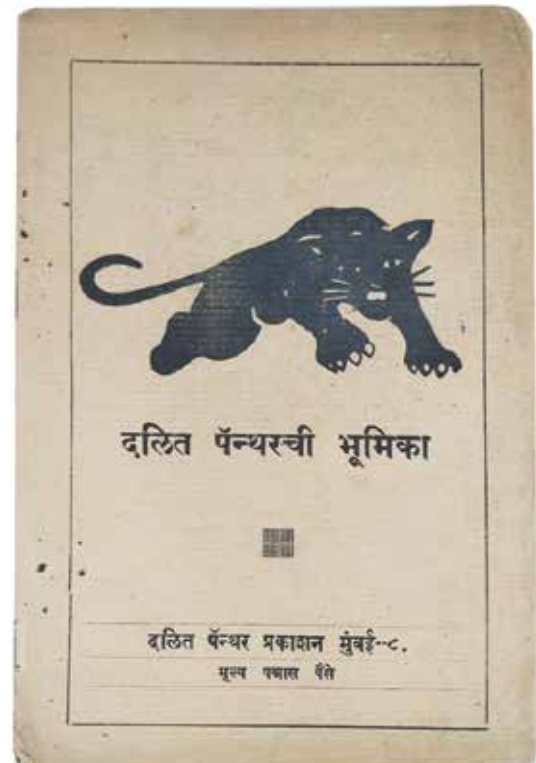 दलित पॅन्थरची भूमिका
दलित पॅन्थर प्रकाशन मुंबई--८.
मूल्य पन्नास पैसे